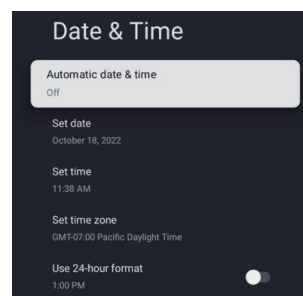 Date & Time
Automatic date & time
Off
Set date
October 18, 2022
Set time
11:38 AM
Set time zone
GMT-07:00 Pacific Daylight Time
Use 24-hour format
1:00 PM